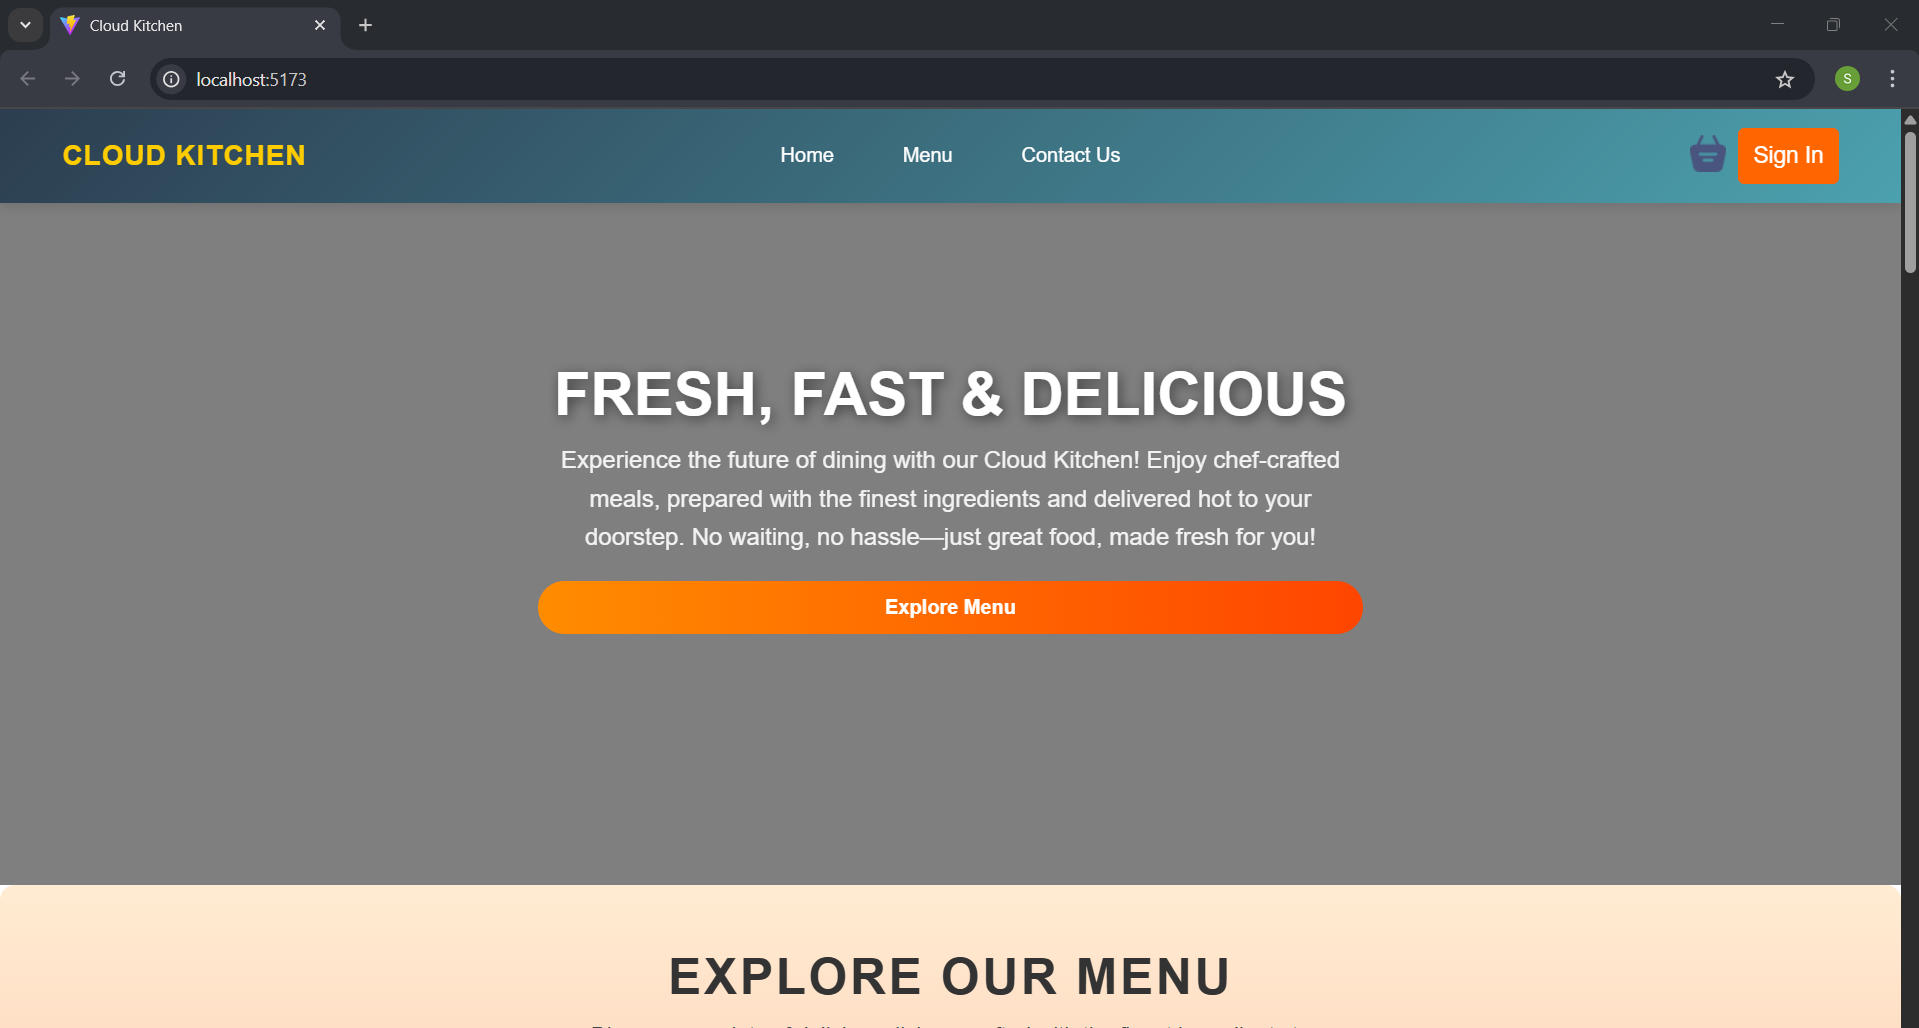 Cloud Kitchen
localhost:5173
S
CLOUD KITCHEN
Home
Menu
Contact Us
Sign In
FRESH, FAST & DELICIOUS
Experience the future of dining with our Cloud Kitchen! Enjoy chef-crafted
meals, prepared with the finest ingredients and delivered hot to your
doorstep. No waiting, no hassle—just great food, made fresh for you!
Explore Menu
EXPLORE OUR MENU